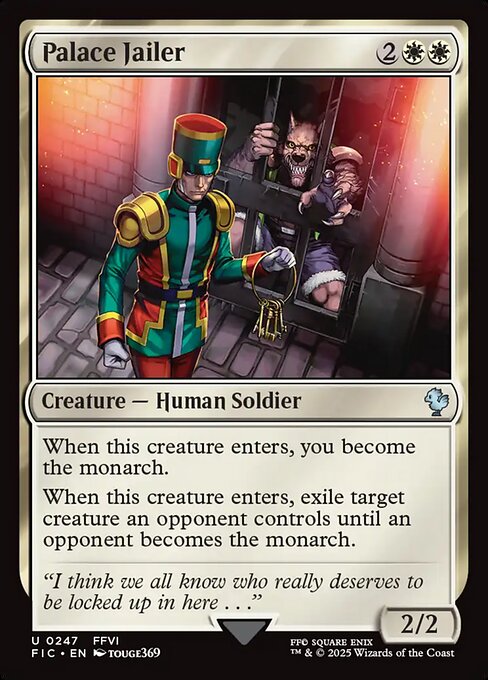 Palace Jailer 2
Creature — Human Soldier
When this creature enters, you become
the monarch.
When this creature enters, exile target
creature an opponent controls until an
opponent becomes the monarch.
“I think we all know who really deserves to
be locked up in here . . .”
2/2
U 0247 FFVI
FIC • EN TOUGE369
FF© SQUARE ENIX
™ & © 2025 Wizards of the Coast